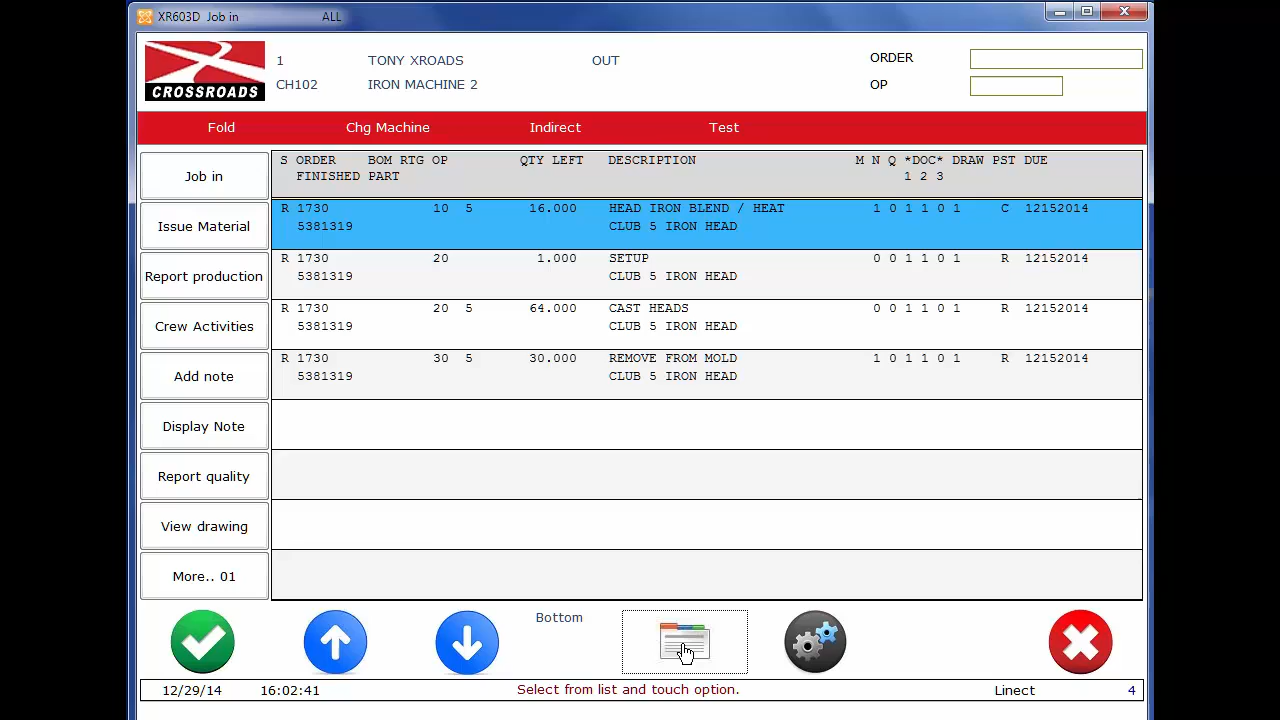 XR603D Job in ALL
CROSSROADS
1 TONY XROADS OUT
CH102 IRON MACHINE 2
ORDER
OP
Fold Chg Machine Indirect Test
Job in
Issue Material
Report production
Crew Activities
Add note
Display Note
Report quality
View drawing
More.. 01
S ORDER BOM RTG OP QTY LEFT DESCRIPTION M N Q *DOC* DRAW PST DUE
FINISHED PART 1 2 3
R 1730 10 5 16.000 HEAD IRON BLEND / HEAT 1 0 1 1 0 1 C 12152014
5381319 CLUB 5 IRON HEAD
R 1730 20 1.000 SETUP 0 0 1 1 0 1 R 12152014
5381319 CLUB 5 IRON HEAD
R 1730 20 5 64.000 CAST HEADS 0 0 1 1 0 1 R 12152014
5381319 CLUB 5 IRON HEAD
R 1730 30 5 30.000 REMOVE FROM MOLD 1 0 1 1 0 1 R 12152014
5381319 CLUB 5 IRON HEAD
Bottom
12/29/14 16:02:41 Select from list and touch option. Linect 4